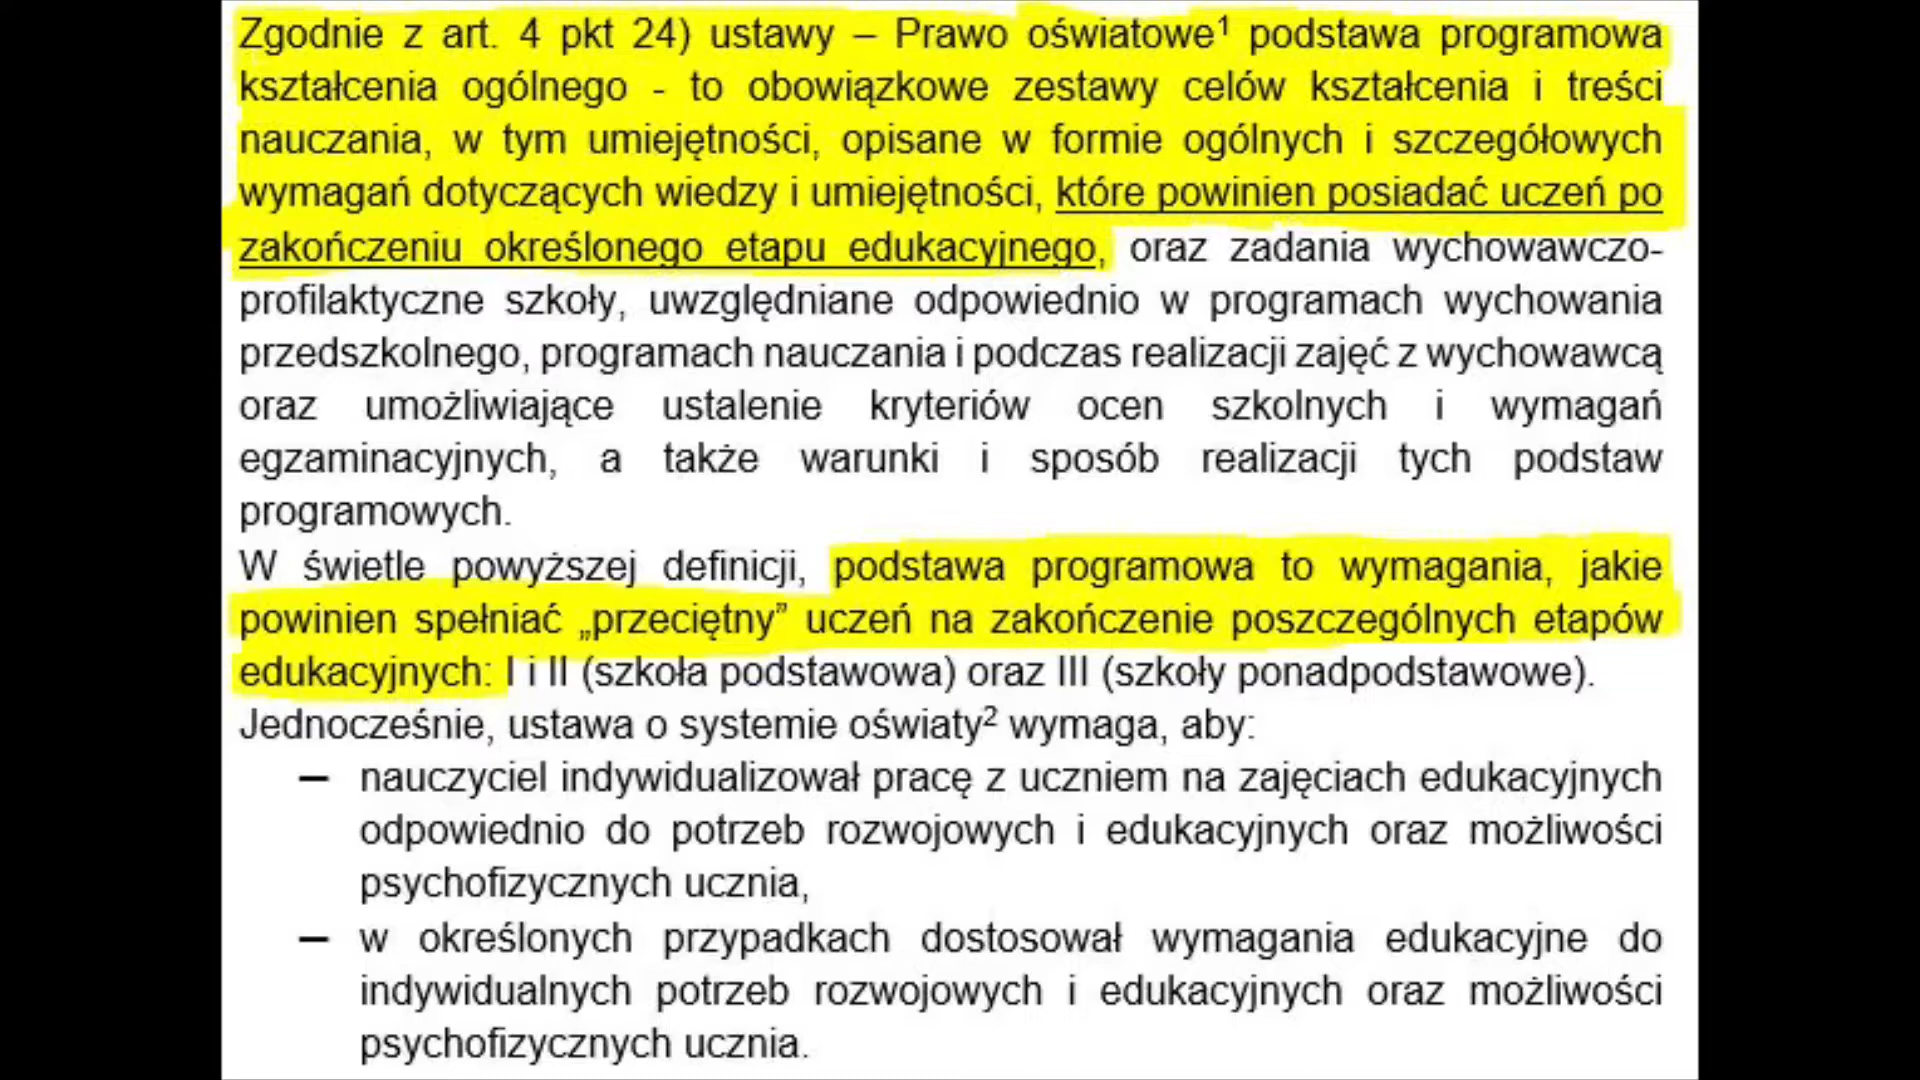 Zgodnie z art. 4 pkt 24) ustawy – Prawo oświatowe¹ podstawa programowa
kształcenia ogólnego - to obowiązkowe zestawy celów kształcenia i treści
nauczania, w tym umiejętności, opisane w formie ogólnych i szczegółowych
wymagań dotyczących wiedzy i umiejętności, które powinien posiadać uczeń po
zakończeniu określonego etapu edukacyjnego, oraz zadania wychowawczo-
profilaktyczne szkoły, uwzględniane odpowiednio w programach wychowania
przedszkolnego, programach nauczania i podczas realizacji zajęć z wychowawcą
oraz umożliwiające ustalenie kryteriów ocen szkolnych i wymagań
egzaminacyjnych, a także warunki i sposób realizacji tych podstaw
programowych.
W świetle powyższej definicji, podstawa programowa to wymagania, jakie
powinien spełniać „przeciętny” uczeń na zakończenie poszczególnych etapów
edukacyjnych: I i II (szkoła podstawowa) oraz III (szkoły ponadpodstawowe).
Jednocześnie, ustawa o systemie oświaty² wymaga, aby:
– nauczyciel indywidualizował pracę z uczniem na zajęciach edukacyjnych
odpowiednio do potrzeb rozwojowych i edukacyjnych oraz możliwości
psychofizycznych ucznia,
– w określonych przypadkach dostosował wymagania edukacyjne do
indywidualnych potrzeb rozwojowych i edukacyjnych oraz możliwości
psychofizycznych ucznia.